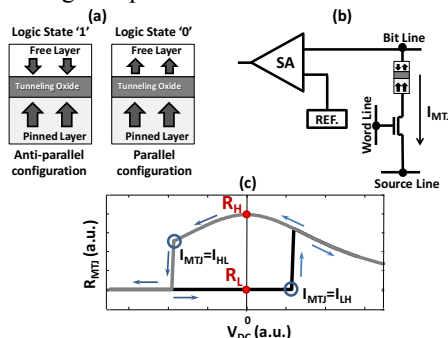 (a)
Logic State '1'
Logic State '0'
Free Layer
Free Layer
Tunneling Oxide
Tunneling Oxide
Pinned Layer
Pinned Layer
Anti-parallel
configuration
Parallel
configuration
(b)
Bit Line
SA
REF.
Word Line
I_MTJ
Source Line
(c)
R_MTJ (a.u.)
R_H
I_MTJ=I_HL
R_L
I_MTJ=I_LH
0
V_DC (a.u.)